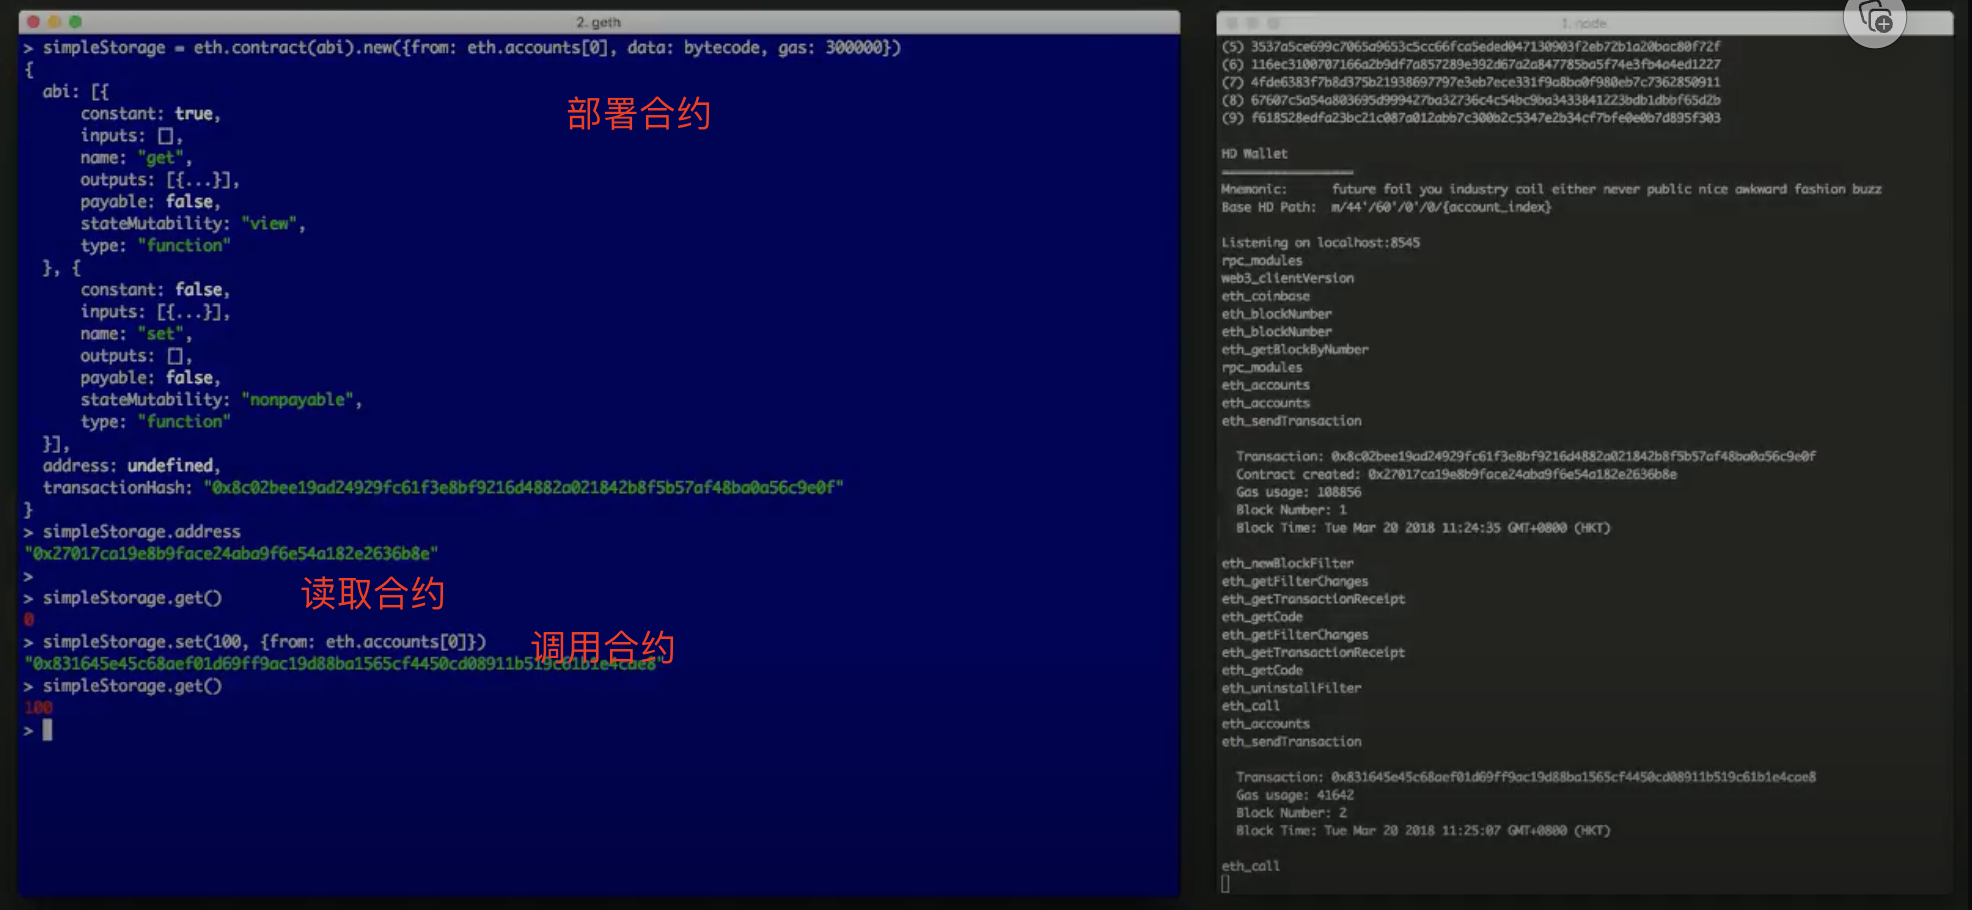 2. geth
> simpleStorage = eth.contract(abi).new({from: eth.accounts[0], data: bytecode, gas: 300000})
{
abi: [{
constant: true,
部署合约
inputs: [],
name: "get",
outputs: [{...}],
payable: false,
stateMutability: "view",
type: "function"
}, {
constant: false,
inputs: [{...}],
name: "set",
outputs: [],
payable: false,
stateMutability: "nonpayable",
type: "function"
}],
address: undefined,
transactionHash: "0x8c02bee19ad24929fc61f3e8bf9216d4882a021842b8f5b57af48ba0a56c9e0f"
}
> simpleStorage.address
"0x27017ca19e8b9face24aba9f6e54a182e2636b8e"
>
> simpleStorage.get()
读取合约
0
> simpleStorage.set(100, {from: eth.accounts[0]})
调用合约
"0x831645e45c68aef01d69ff9ac19d88ba1565cf4450cd08911b519c61b1e4cae8"
> simpleStorage.get()
100
>
1. node
(5) 3537a5ce699c7065a9653c5cc66fca5eded047130903f2eb72b1a20bac80f72f
(6) 116ec3100707166a2b9df7a857289e392d67a2a847785ba5f74e3fb4a4ed1227
(7) 4fde6383f7b8d375b21938697797e3eb7ece331f9a8ba0f980eb7c7362850911
(8) 67607c5a54a803695d999427ba32736c4c54bc9ba3433841223bdb1dbbf65d2b
(9) f618528edfa23bc21c087a012abb7c300b2c5347e2b34cf7bfe0e0b7d895f303
HD Wallet
==================
Mnemonic: future foil you industry coil either never public nice awkward fashion buzz
Base HD Path: m/44'/60'/0'/0/{account_index}
Listening on localhost:8545
rpc_modules
web3_clientVersion
eth_coinbase
eth_blockNumber
eth_blockNumber
eth_getBlockByNumber
rpc_modules
eth_accounts
eth_accounts
eth_sendTransaction
Transaction: 0x8c02bee19ad24929fc61f3e8bf9216d4882a021842b8f5b57af48ba0a56c9e0f
Contract created: 0x27017ca19e8b9face24aba9f6e54a182e2636b8e
Gas usage: 108856
Block Number: 1
Block Time: Tue Mar 20 2018 11:24:35 GMT+0800 (HKT)
eth_newBlockFilter
eth_getFilterChanges
eth_getTransactionReceipt
eth_getCode
eth_getFilterChanges
eth_getTransactionReceipt
eth_getCode
eth_uninstallFilter
eth_call
eth_accounts
eth_sendTransaction
Transaction: 0x831645e45c68aef01d69ff9ac19d88ba1565cf4450cd08911b519c61b1e4cae8
Gas usage: 41642
Block Number: 2
Block Time: Tue Mar 20 2018 11:25:07 GMT+0800 (HKT)
eth_call